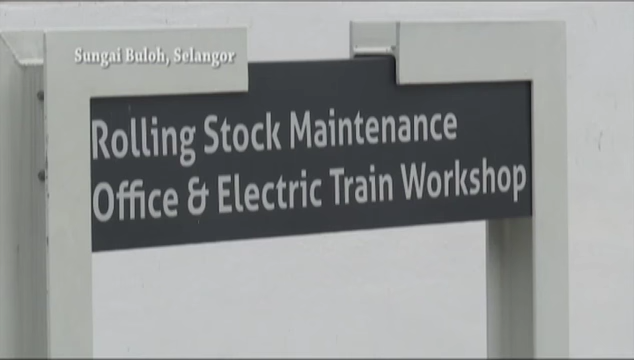 Sungai Buloh, Selangor
Rolling Stock Maintenance
Office & Electric Train Workshop